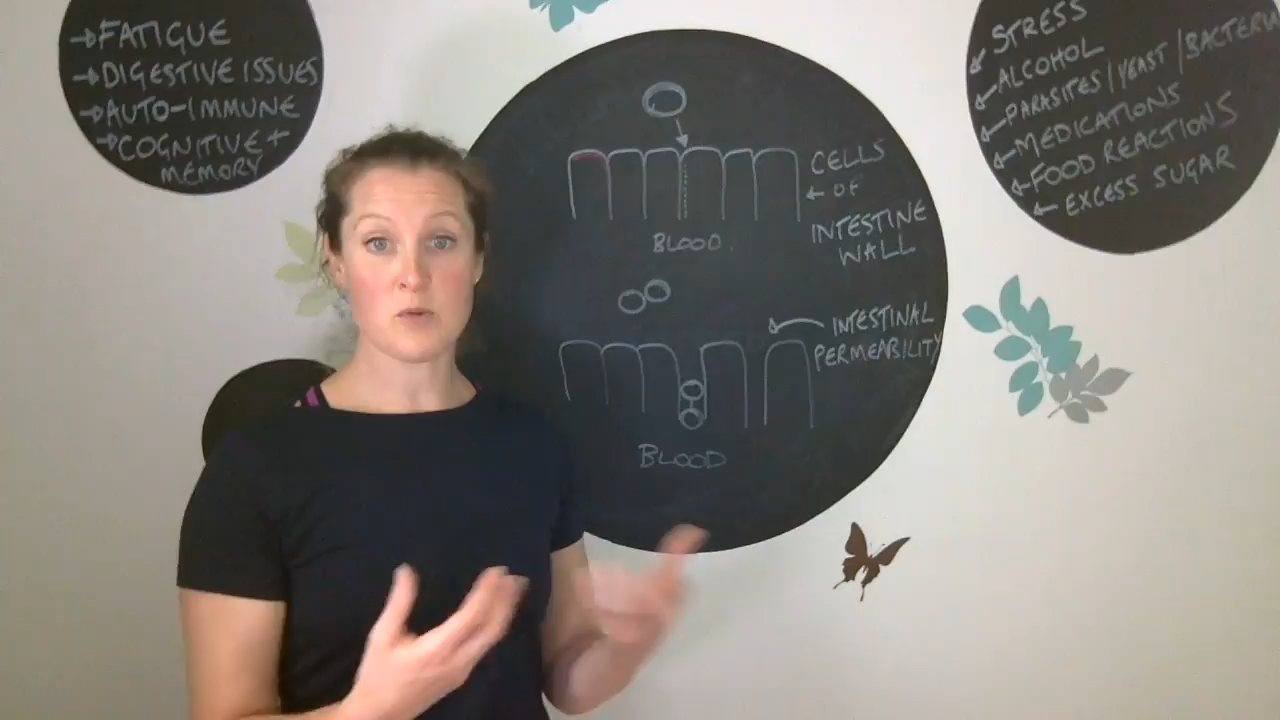 →FATIGUE
→DIGESTIVE ISSUES
→AUTO-IMMUNE
→COGNITIVE +
MEMORY
CELLS
← OF
INTESTINE
WALL
BLOOD.
INTESTINAL
PERMEABILITY
BLOOD
← STRESS
← ALCOHOL
← PARASITES/YEAST/BACTERIA
← MEDICATIONS
← FOOD REACTIONS
← EXCESS SUGAR